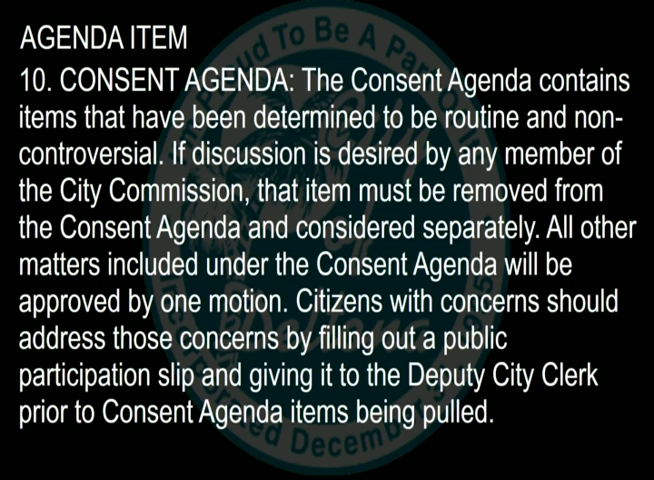 AGENDA ITEM
10. CONSENT AGENDA: The Consent Agenda contains
items that have been determined to be routine and non-
controversial. If discussion is desired by any member of
the City Commission, that item must be removed from
the Consent Agenda and considered separately. All other
matters included under the Consent Agenda will be
approved by one motion. Citizens with concerns should
address those concerns by filling out a public
participation slip and giving it to the Deputy City Clerk
prior to Consent Agenda items being pulled.
To Be A Part Of